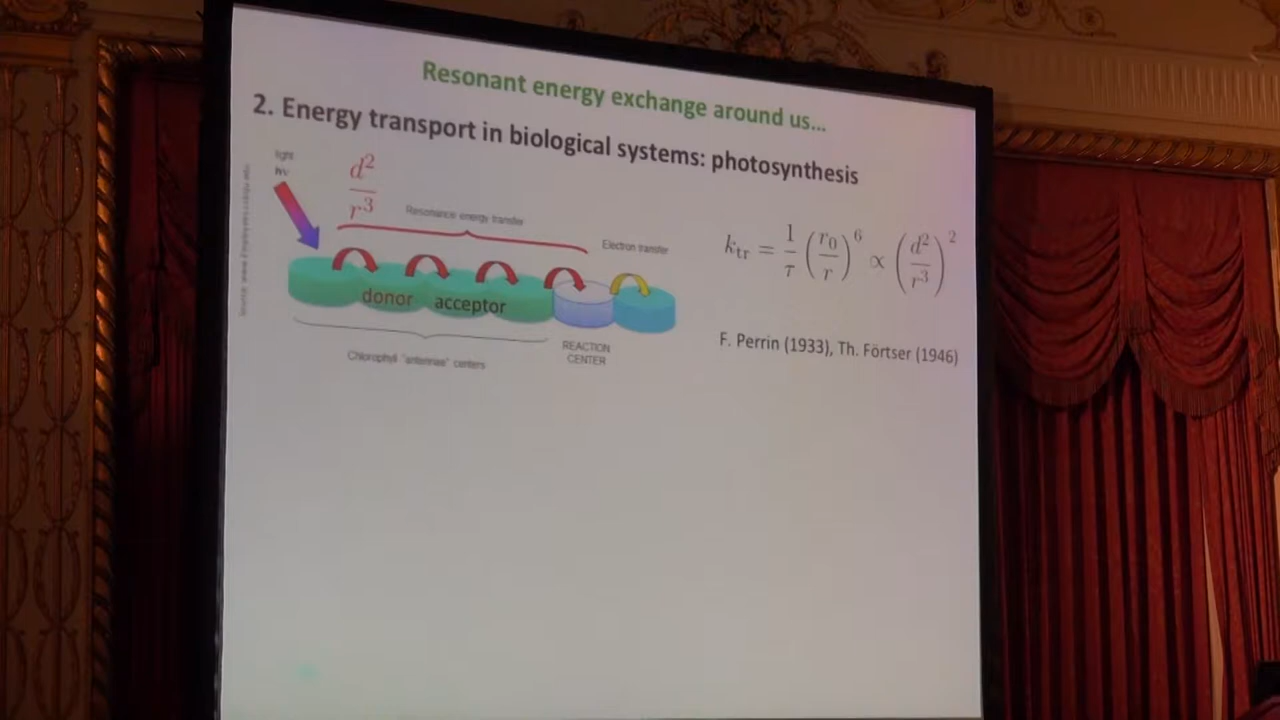 Resonant energy exchange around us...
2. Energy transport in biological systems: photosynthesis
light
hν
d²
r³
Resonance energy transfer
Electron transfer
donor acceptor
Chlorophyll "antennae" centers
REACTION
CENTER
k_tr = 1/τ (r₀/r)⁶ ∝ (d²/r³)²
F. Perrin (1933), Th. Förtser (1946)